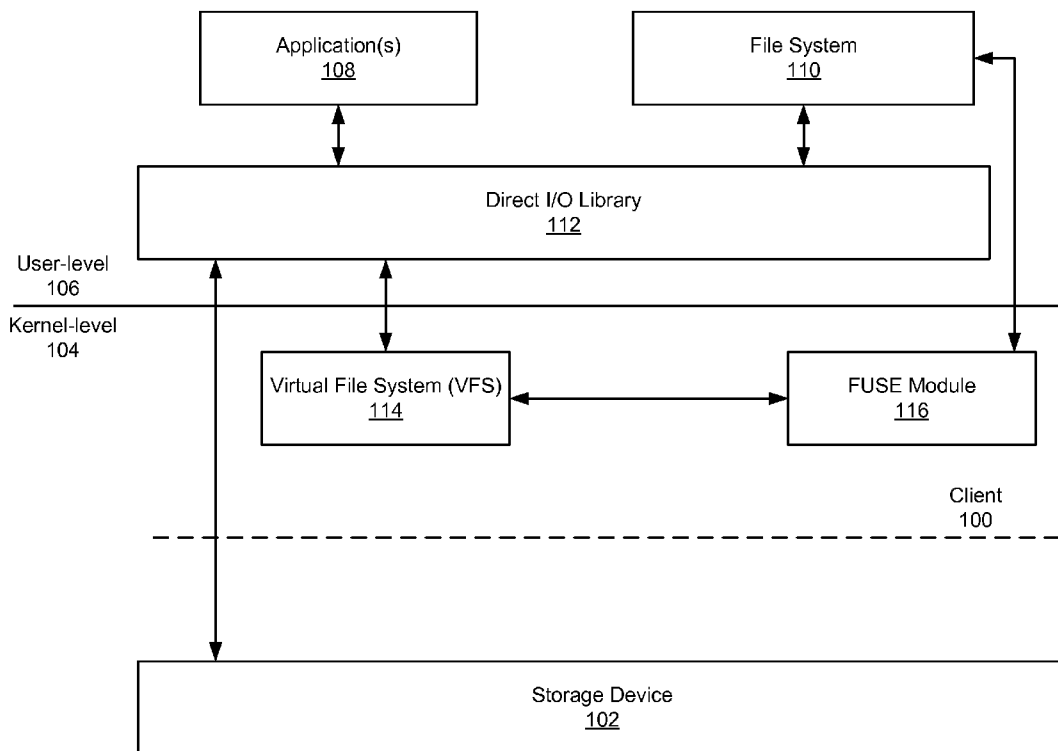 Application(s)
108
File System
110
Direct I/O Library
112
User-level
106
Kernel-level
104
Virtual File System (VFS)
114
FUSE Module
116
Client
100
Storage Device
102